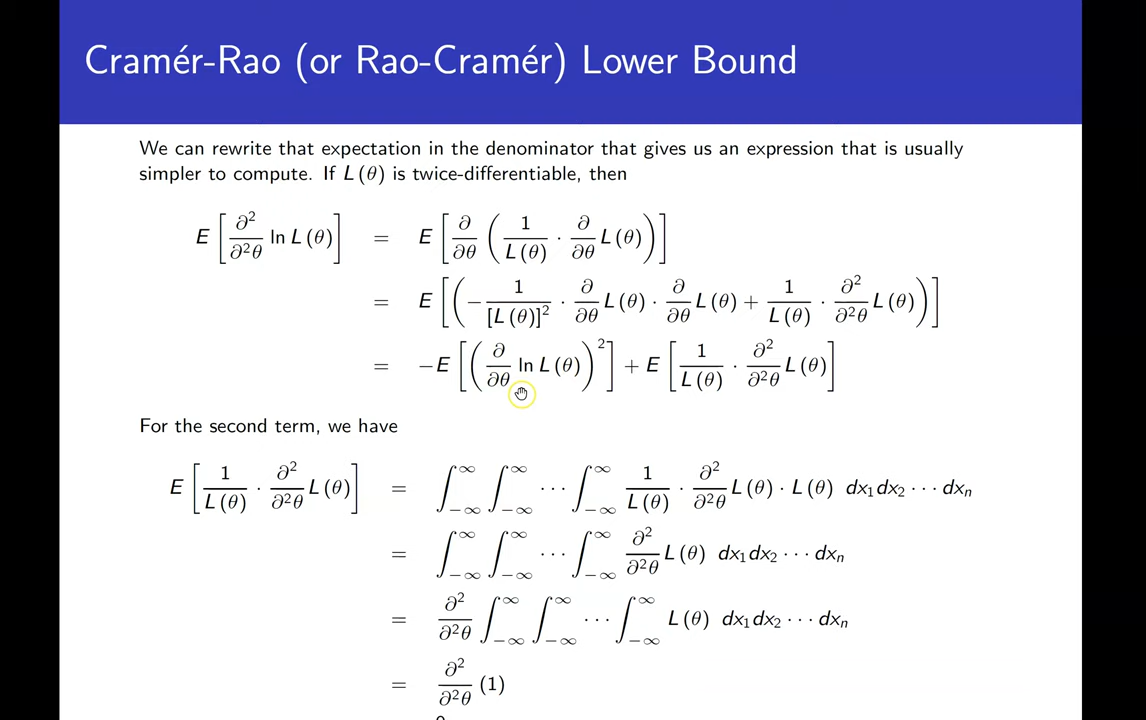 Cramér-Rao (or Rao-Cramér) Lower Bound
We can rewrite that expectation in the denominator that gives us an expression that is usually
simpler to compute. If L(θ) is twice-differentiable, then
E[∂²/∂²θ ln L(θ)] = E[∂/∂θ (1/L(θ) · ∂/∂θ L(θ))]
= E[(−1/[L(θ)]² · ∂/∂θ L(θ) · ∂/∂θ L(θ) + 1/L(θ) · ∂²/∂²θ L(θ))]
= −E[(∂/∂θ ln L(θ))²] + E[1/L(θ) · ∂²/∂²θ L(θ)]
For the second term, we have
E[1/L(θ) · ∂²/∂²θ L(θ)] = ∫_{−∞}^{∞} ∫_{−∞}^{∞} ··· ∫_{−∞}^{∞} 1/L(θ) · ∂²/∂²θ L(θ) · L(θ) dx₁dx₂ ··· dxₙ
= ∫_{−∞}^{∞} ∫_{−∞}^{∞} ··· ∫_{−∞}^{∞} ∂²/∂²θ L(θ) dx₁dx₂ ··· dxₙ
= ∂²/∂²θ ∫_{−∞}^{∞} ∫_{−∞}^{∞} ··· ∫_{−∞}^{∞} L(θ) dx₁dx₂ ··· dxₙ
= ∂²/∂²θ (1)